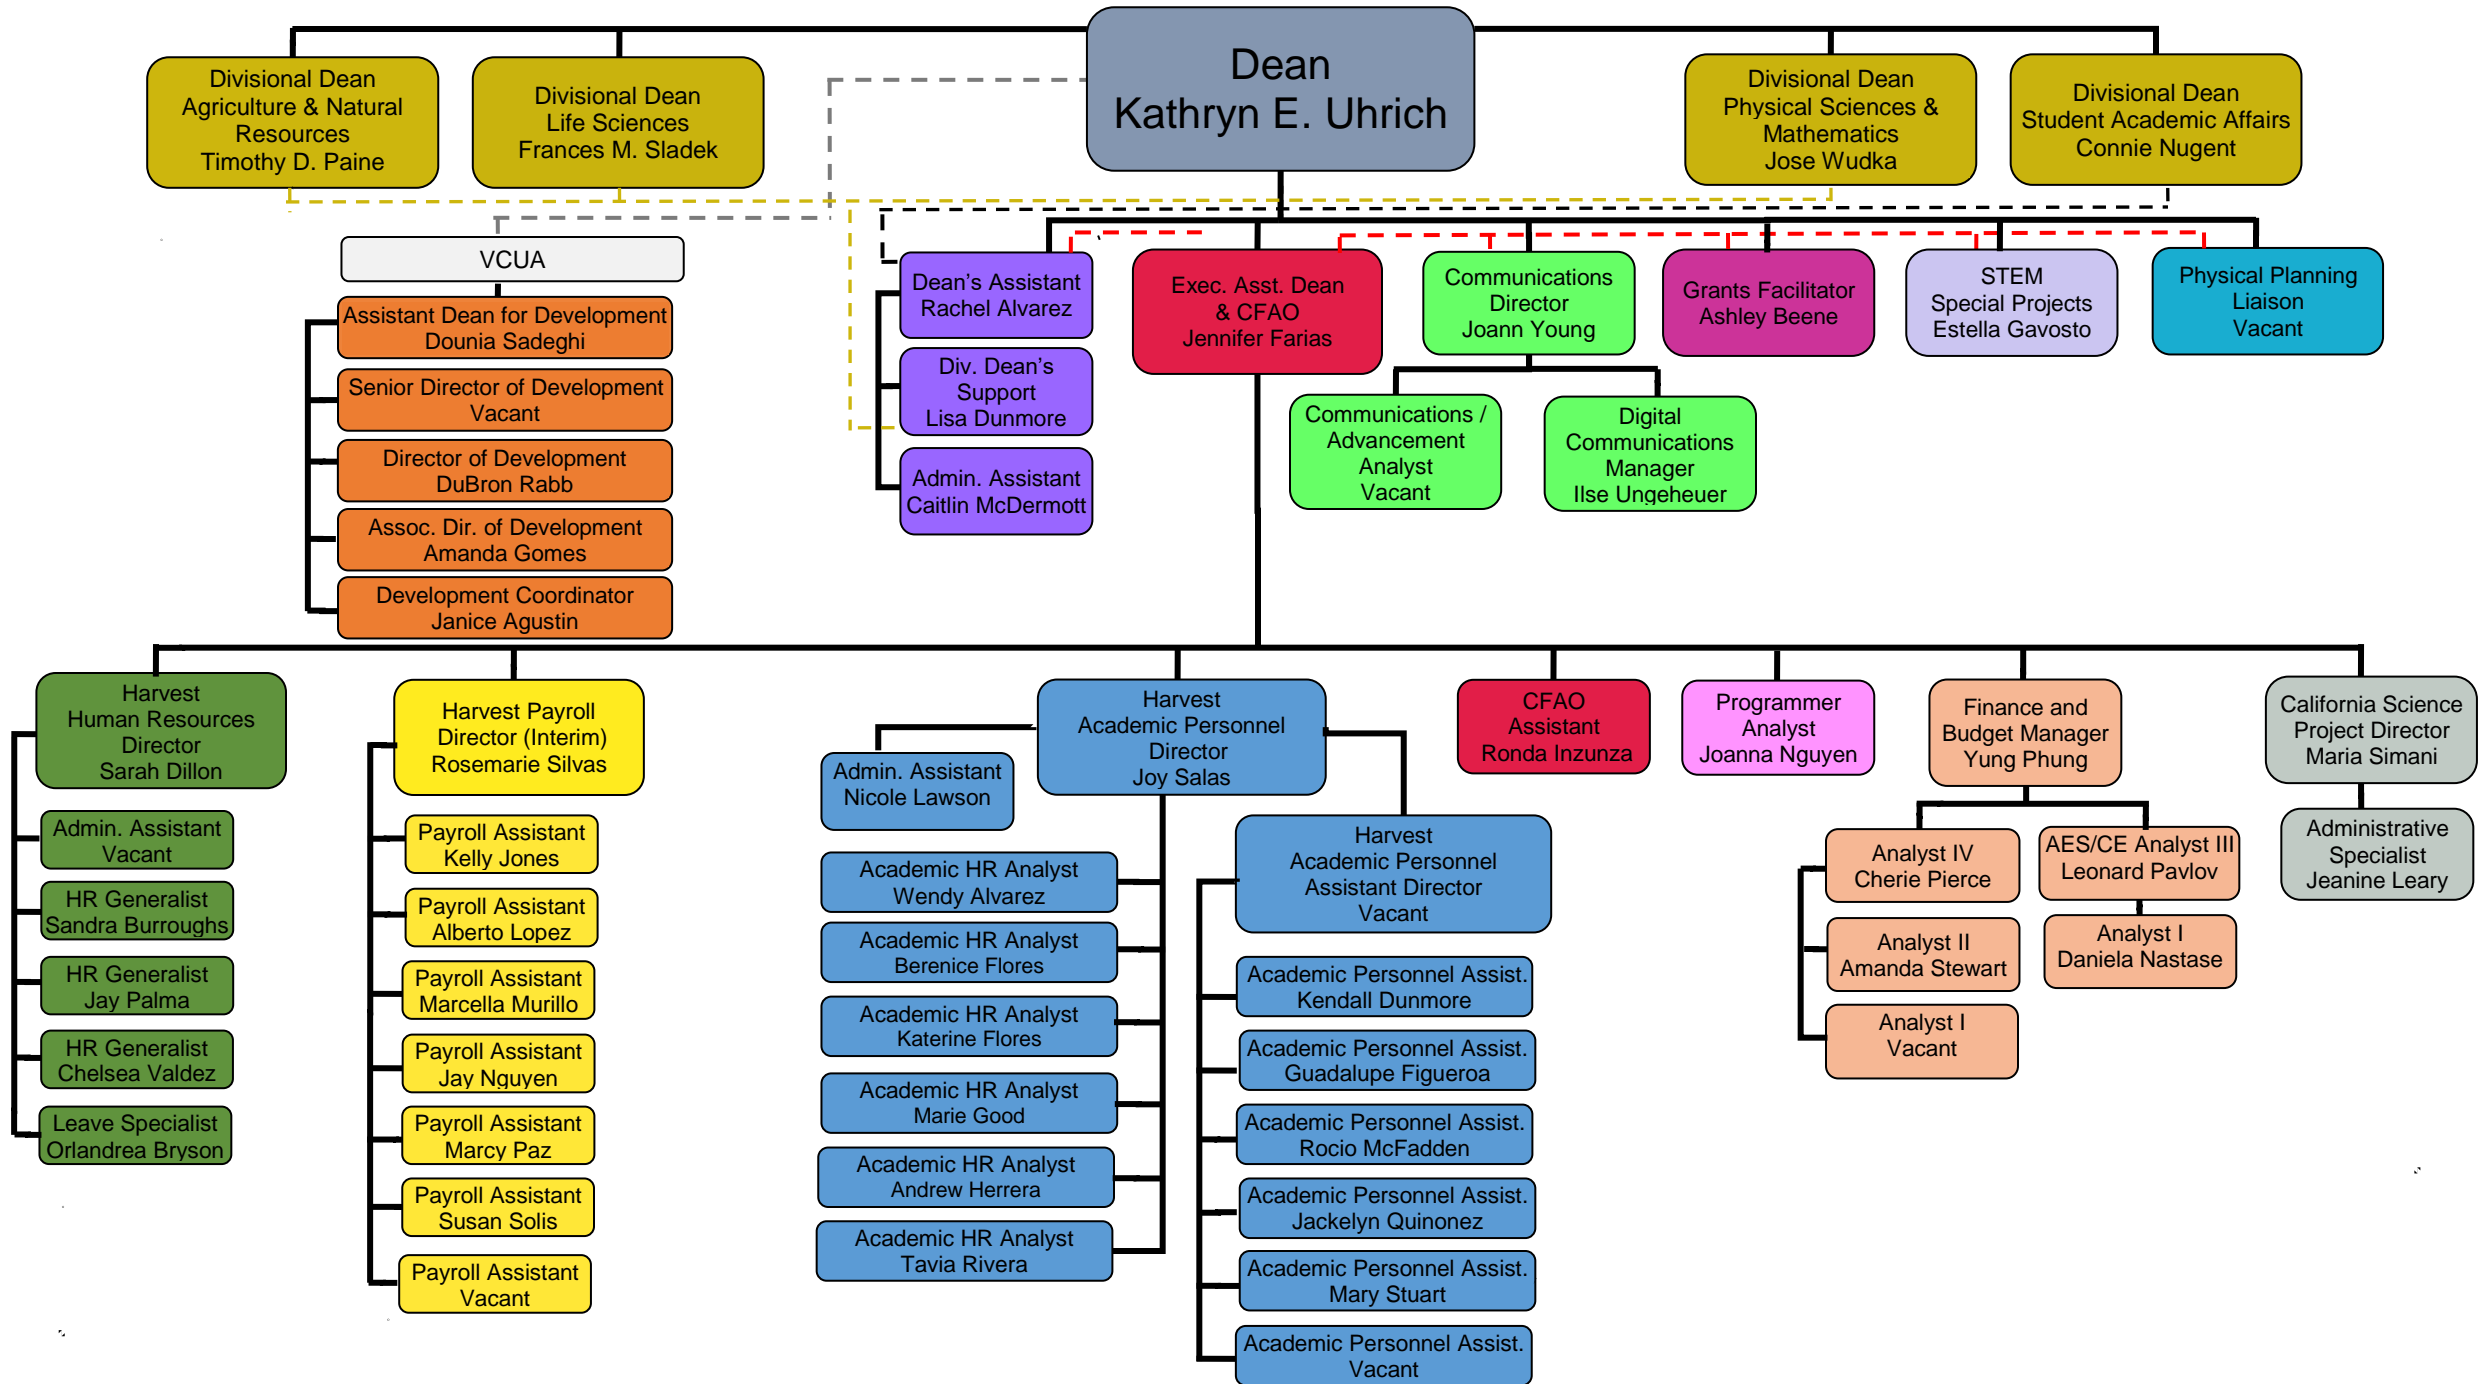 Dean
Kathryn E. Uhrich
Divisional Dean
Agriculture & Natural
Resources
Timothy D. Paine
Divisional Dean
Life Sciences
Frances M. Sladek
Divisional Dean
Physical Sciences &
Mathematics
Jose Wudka
Divisional Dean
Student Academic Affairs
Connie Nugent
VCUA
Assistant Dean for Development
Dounia Sadeghi
Senior Director of Development
Vacant
Director of Development
DuBron Rabb
Assoc. Dir. of Development
Amanda Gomes
Development Coordinator
Janice Agustin
Dean's Assistant
Rachel Alvarez
Div. Dean's
Support
Lisa Dunmore
Admin. Assistant
Caitlin McDermott
Exec. Asst. Dean
& CFAO
Jennifer Farias
Communications
Director
Joann Young
Communications /
Advancement
Analyst
Vacant
Digital
Communications
Manager
Ilse Ungeheuer
Grants Facilitator
Ashley Beene
STEM
Special Projects
Estella Gavosto
Physical Planning
Liaison
Vacant
Harvest
Human Resources
Director
Sarah Dillon
Admin. Assistant
Vacant
HR Generalist
Sandra Burroughs
HR Generalist
Jay Palma
HR Generalist
Chelsea Valdez
Leave Specialist
Orlandrea Bryson
Harvest Payroll
Director (Interim)
Rosemarie Silvas
Payroll Assistant
Kelly Jones
Payroll Assistant
Alberto Lopez
Payroll Assistant
Marcella Murillo
Payroll Assistant
Jay Nguyen
Payroll Assistant
Marcy Paz
Payroll Assistant
Susan Solis
Payroll Assistant
Vacant
Harvest
Academic Personnel
Director
Joy Salas
Admin. Assistant
Nicole Lawson
Academic HR Analyst
Wendy Alvarez
Academic HR Analyst
Berenice Flores
Academic HR Analyst
Katerine Flores
Academic HR Analyst
Marie Good
Academic HR Analyst
Andrew Herrera
Academic HR Analyst
Tavia Rivera
Harvest
Academic Personnel
Assistant Director
Vacant
Academic Personnel Assist.
Kendall Dunmore
Academic Personnel Assist.
Guadalupe Figueroa
Academic Personnel Assist.
Rocio McFadden
Academic Personnel Assist.
Jackelyn Quinonez
Academic Personnel Assist.
Mary Stuart
Academic Personnel Assist.
Vacant
CFAO
Assistant
Ronda Inzunza
Programmer
Analyst
Joanna Nguyen
Finance and
Budget Manager
Yung Phung
Analyst IV
Cherie Pierce
Analyst II
Amanda Stewart
Analyst I
Vacant
AES/CE Analyst III
Leonard Pavlov
Analyst I
Daniela Nastase
California Science
Project Director
Maria Simani
Administrative
Specialist
Jeanine Leary